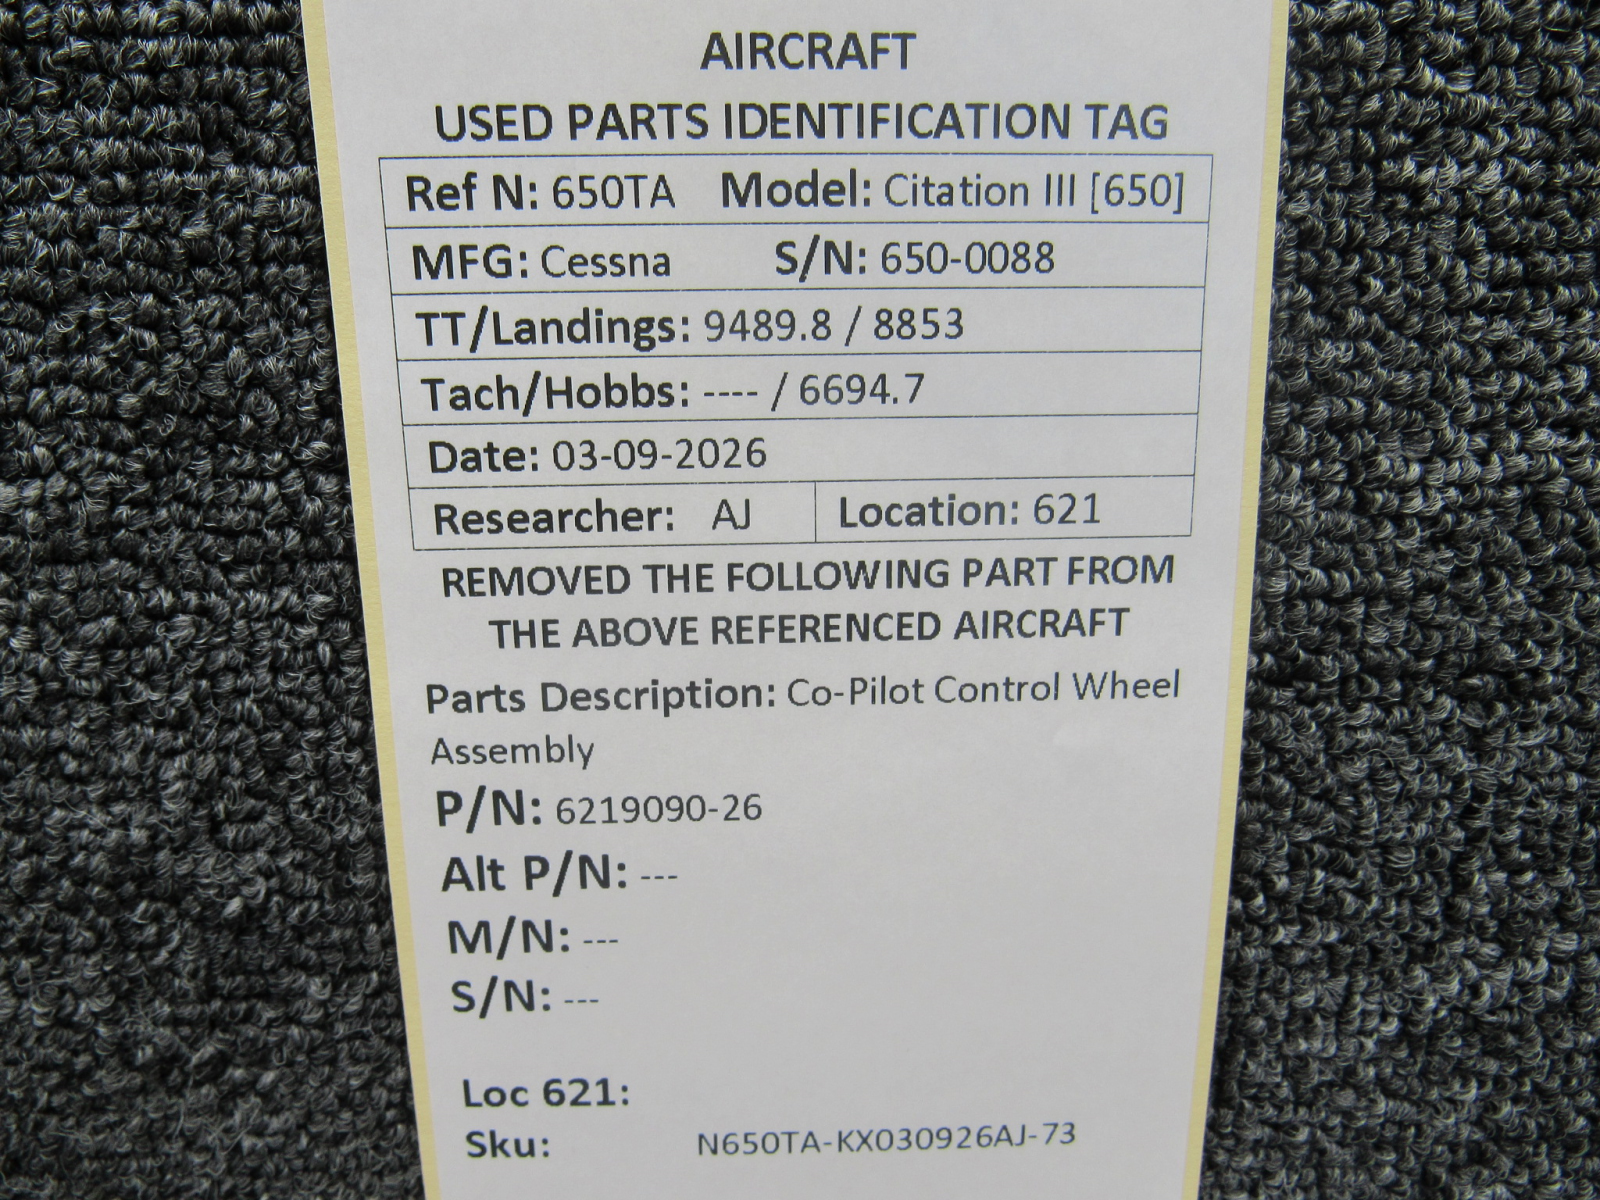 AIRCRAFT
USED PARTS IDENTIFICATION TAG
Ref N: 650TA Model: Citation III [650]
MFG: Cessna S/N: 650-0088
TT/Landings: 9489.8 / 8853
Tach/Hobbs: ---- / 6694.7
Date: 03-09-2026
Researcher: AJ Location: 621
REMOVED THE FOLLOWING PART FROM
THE ABOVE REFERENCED AIRCRAFT
Parts Description: Co-Pilot Control Wheel
Assembly
P/N: 6219090-26
Alt P/N: ---
M/N: ---
S/N: ---
Loc 621:
Sku: N650TA-KX030926AJ-73